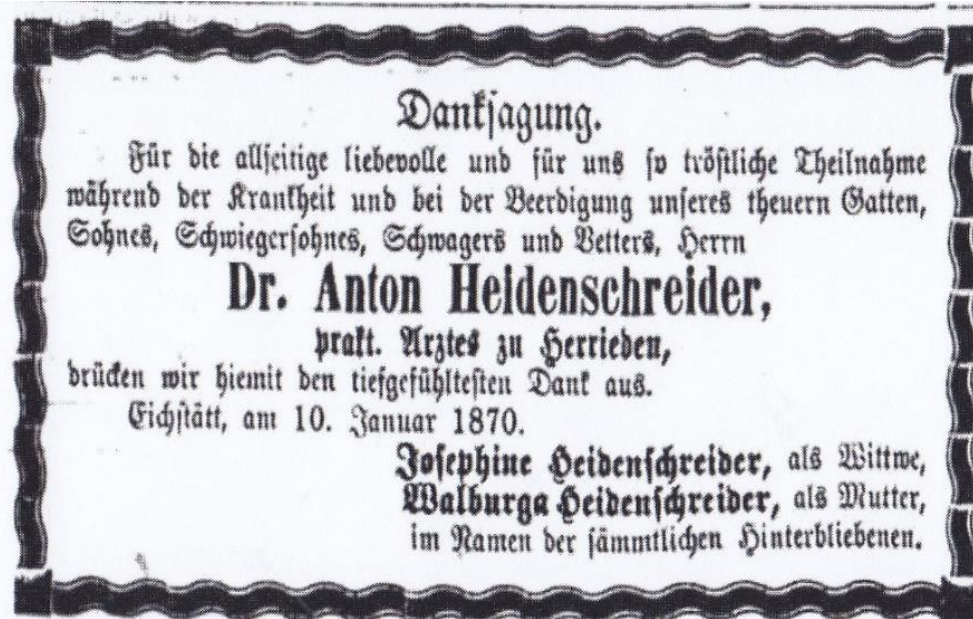 Danksagung.
Für die allseitige liebevolle und für uns so tröstliche Theilnahme
während der Krankheit und bei der Beerdigung unseres theuern Gatten,
Sohnes, Schwiegersohnes, Schwagers und Vetters, Herrn
Dr. Anton Heidenschreider,
prakt. Arztes zu Herrieden,
drücken wir hiemit den tiefgefühltesten Dank aus.
Eichstätt, am 10. Januar 1870.
Josephine Heidenschreider, als Wittwe,
Walburga Heidenschreider, als Mutter,
im Namen der sämmtlichen Hinterbliebenen.